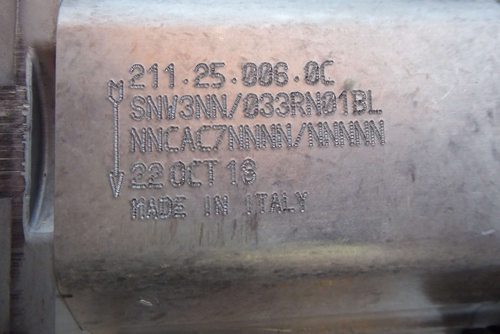 211.25.006.0C
SNW3NN/033RN01BL
NNCAC7NNNN/NNNNN
22 OCT 18
MADE IN ITALY